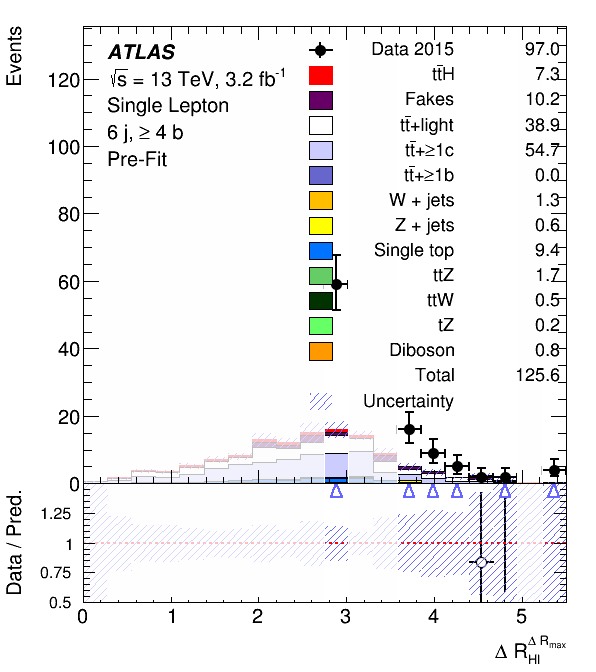 Events
ATLAS
√s = 13 TeV, 3.2 fb⁻¹
Single Lepton
6 j, ≥ 4 b
Pre-Fit
Data 2015 97.0
tt̄H 7.3
Fakes 10.2
tt̄+light 38.9
tt̄+≥1c 54.7
tt̄+≥1b 0.0
W + jets 1.3
Z + jets 0.6
Single top 9.4
ttZ 1.7
ttW 0.5
tZ 0.2
Diboson 0.8
Total 125.6
Uncertainty
120
100
80
60
40
20
0
Data / Pred.
1.25
1
0.75
0.5
0 1 2 3 4 5
Δ R_HI^Δ R_max